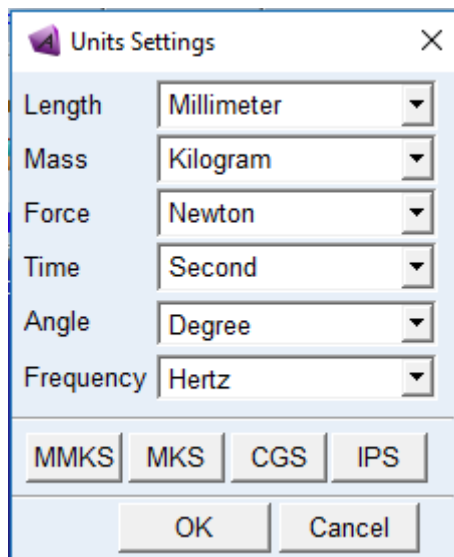 Units Settings
Length Millimeter
Mass Kilogram
Force Newton
Time Second
Angle Degree
Frequency Hertz
MMKS MKS CGS IPS
OK Cancel